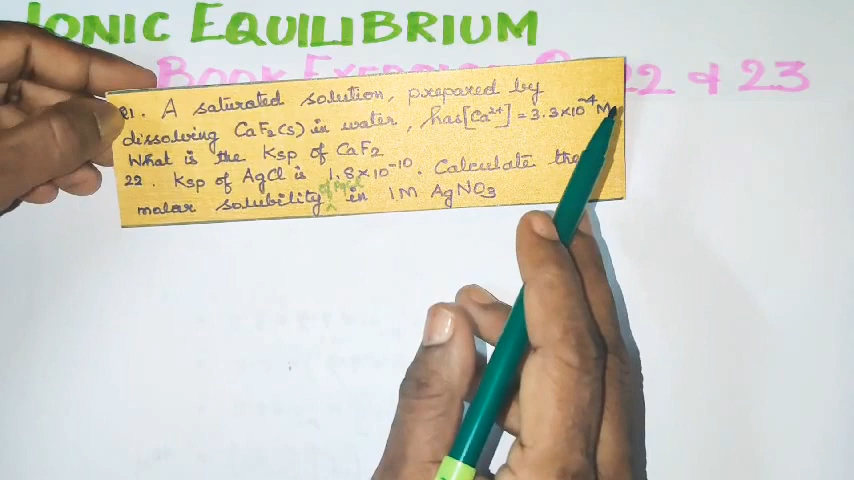 IONIC EQUILIBRIUM
Book 22 & 23
21. A saturated solution, prepared by
dissolving CaF2(s) in water, has [Ca2+] = 3.3×10-4 M
What is the Ksp of CaF2
22. Ksp of AgCl is 1.8×10-10. Calculate the
molar solubility in 1M AgNO3